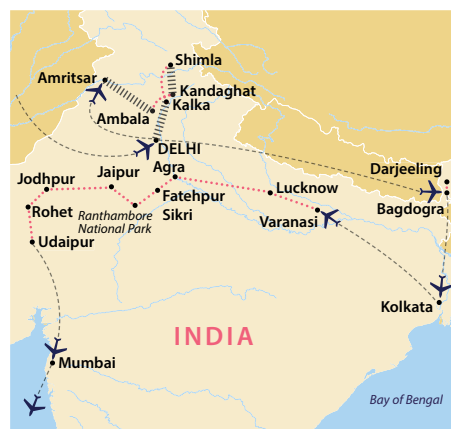 Shimla
Amritsar
Kandaghat
Kalka
Ambala
DELHI
Agra
Darjeeling
Jodhpur
Jaipur
Lucknow
Fatehpur
Sikri
Bagdogra
Rohet
Ranthambore
National Park
Varanasi
Udaipur
Kolkata
INDIA
Mumbai
Bay of Bengal